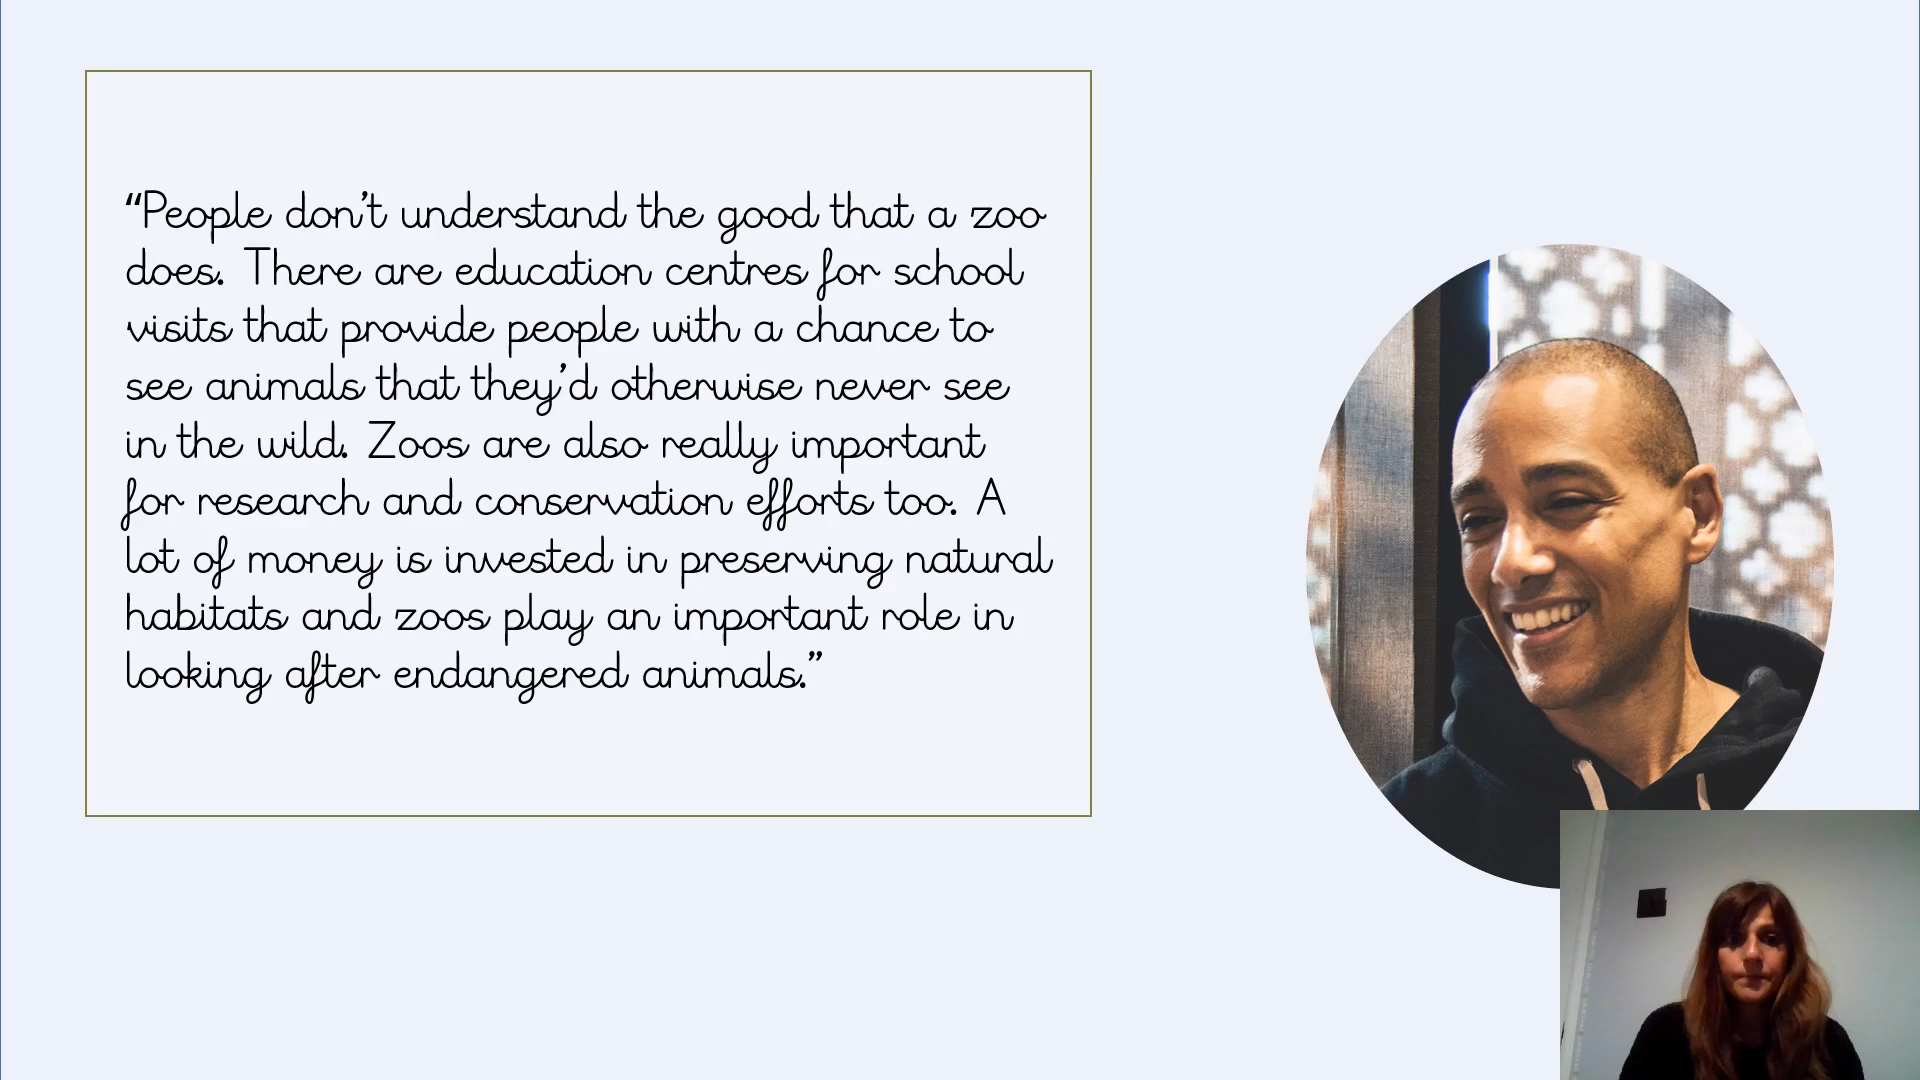 “People don’t understand the good that a zoo
does. There are education centres for school
visits that provide people with a chance to
see animals that they’d otherwise never see
in the wild. Zoos are also really important
for research and conservation efforts too. A
lot of money is invested in preserving natural
habitats and zoos play an important role in
looking after endangered animals.”